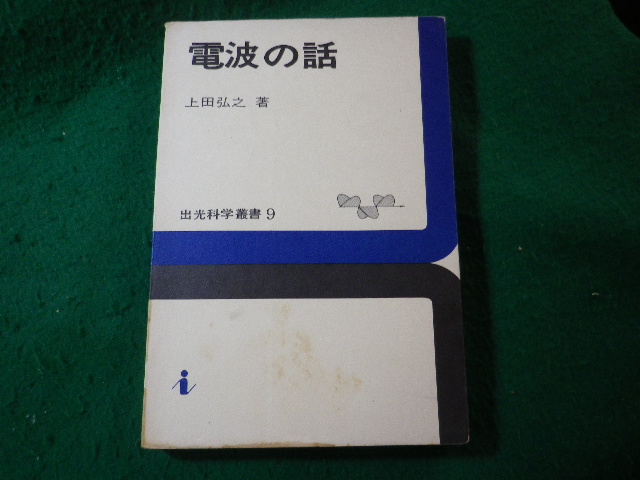 電波の話
上田弘之 著
出光科学叢書 9
i